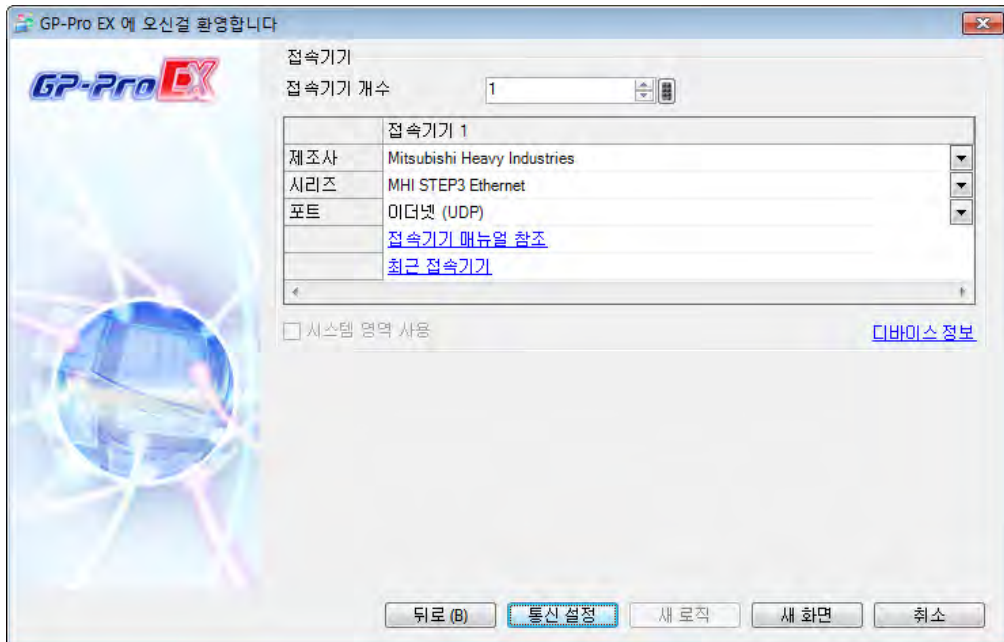 GP-Pro EX 에 오신걸 환영합니다
GP-Pro EX
접속기기
접속기기 개수 1
접속기기 1
제조사 Mitsubishi Heavy Industries
시리즈 MHI STEP3 Ethernet
포트 이더넷 (UDP)
접속기기 매뉴얼 참조
최근 접속기기
시스템 영역 사용 디바이스 정보
뒤로 (B) 통신 설정 새 로직 새 화면 취소